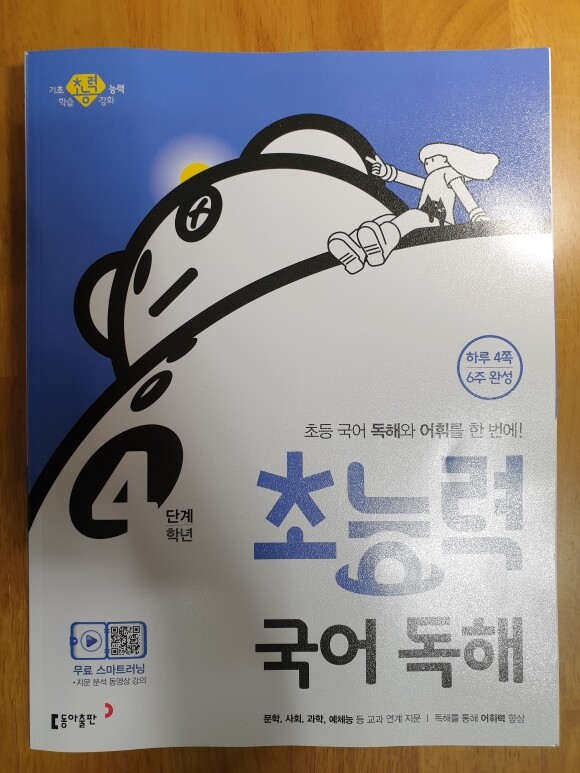 기초 초능력 능력
학습 강화
하루 4쪽
6주 완성
초등 국어 독해와 어휘를 한 번에!
초능력
국어 독해
4
단계
학년
무료 스마트러닝
• 지문 분석 동영상 강의
동아출판
문학, 사회, 과학, 예체능 등 교과 연계 지문 | 독해를 통해 어휘력 향상